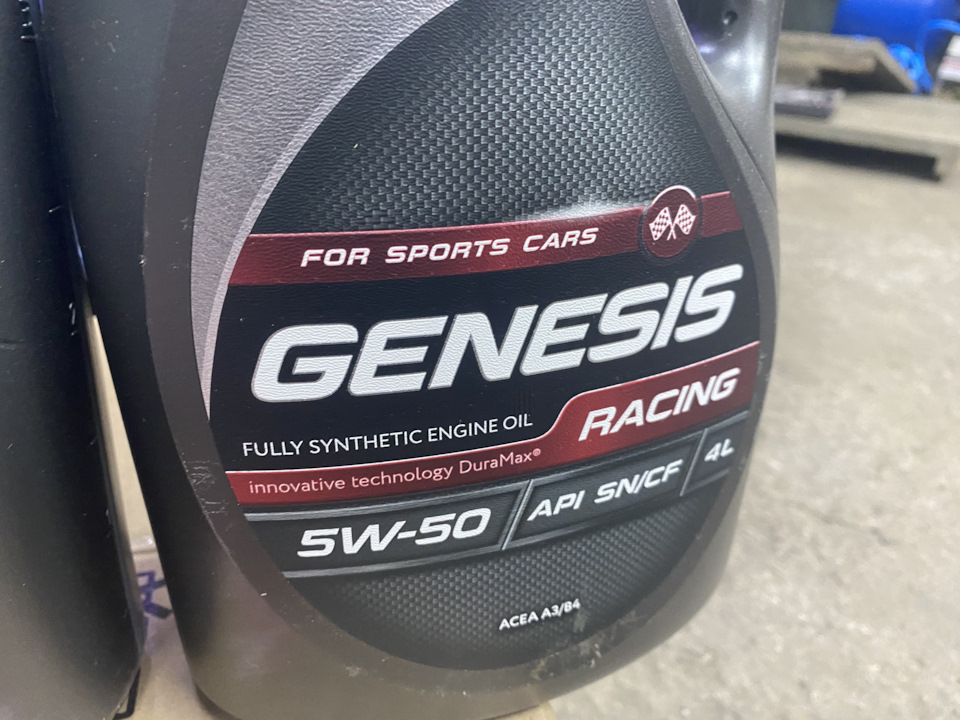 FOR SPORTS CARS
GENESIS
RACING
FULLY SYNTHETIC ENGINE OIL
innovative technology DuraMax®
5W-50
API SN/CF
4L
ACEA A3/B4